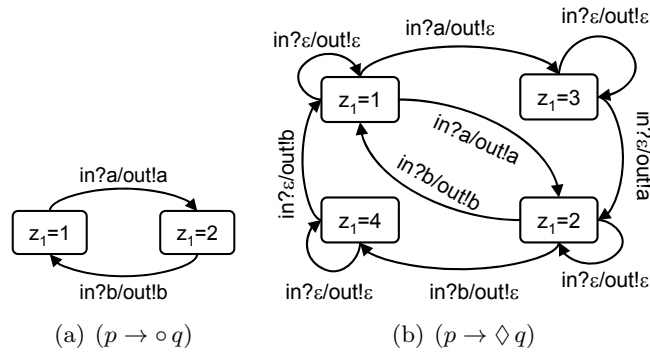 in?ε/out!ε
in?a/out!ε
in?ε/out!ε
z₁=1
z₁=3
in?a/out!a
in?ε/out!b
in?b/out!b
in?ε/out!a
in?a/out!a
z₁=1
z₁=2
z₁=4
z₁=2
in?b/out!b
in?ε/out!ε
in?b/out!ε
in?ε/out!ε
(a) (p → ∘ q)
(b) (p → ◊ q)